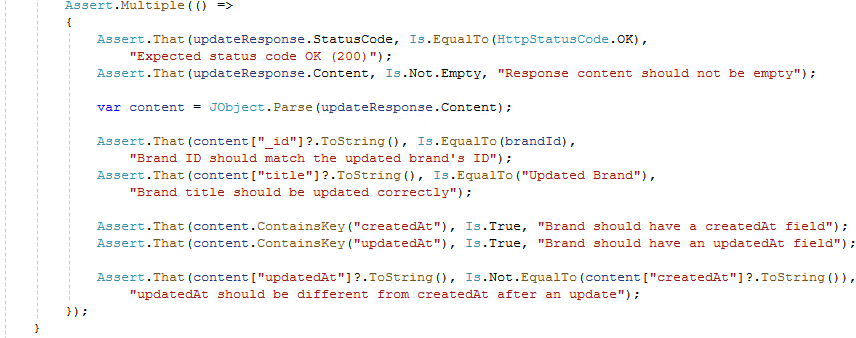 Assert.Multiple(() =>
{
Assert.That(updateResponse.StatusCode, Is.EqualTo(HttpStatusCode.OK),
"Expected status code OK (200)");
Assert.That(updateResponse.Content, Is.Not.Empty, "Response content should not be empty");
var content = JObject.Parse(updateResponse.Content);
Assert.That(content["_id"]?.ToString(), Is.EqualTo(brandId),
"Brand ID should match the updated brand's ID");
Assert.That(content["title"]?.ToString(), Is.EqualTo("Updated Brand"),
"Brand title should be updated correctly");
Assert.That(content.ContainsKey("createdAt"), Is.True, "Brand should have a createdAt field");
Assert.That(content.ContainsKey("updatedAt"), Is.True, "Brand should have an updatedAt field");
Assert.That(content["updatedAt"]?.ToString(), Is.Not.EqualTo(content["createdAt"]?.ToString()),
"updatedAt should be different from createdAt after an update");
});
}